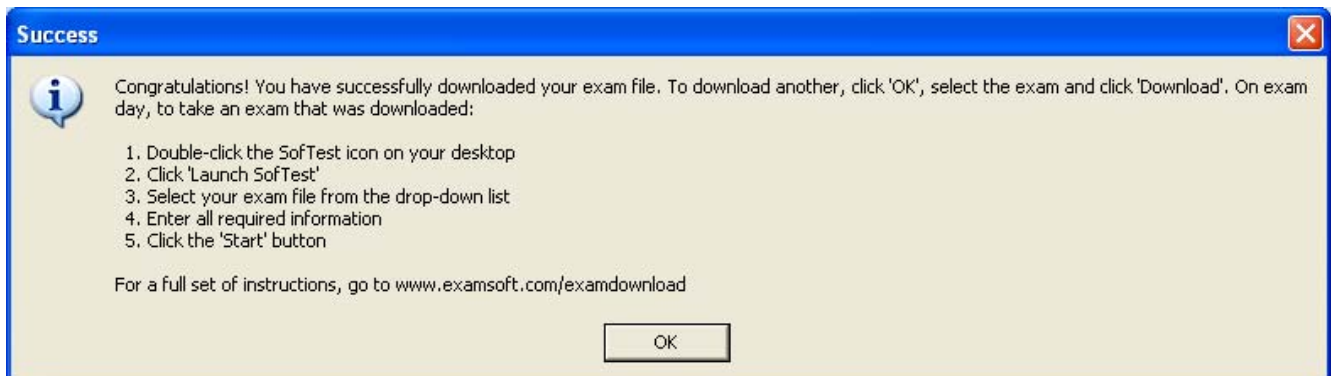 Success
Congratulations! You have successfully downloaded your exam file. To download another, click 'OK', select the exam and click 'Download'. On exam
day, to take an exam that was downloaded:
1. Double-click the SofTest icon on your desktop
2. Click 'Launch SofTest'
3. Select your exam file from the drop-down list
4. Enter all required information
5. Click the 'Start' button
For a full set of instructions, go to www.examsoft.com/examdownload
OK